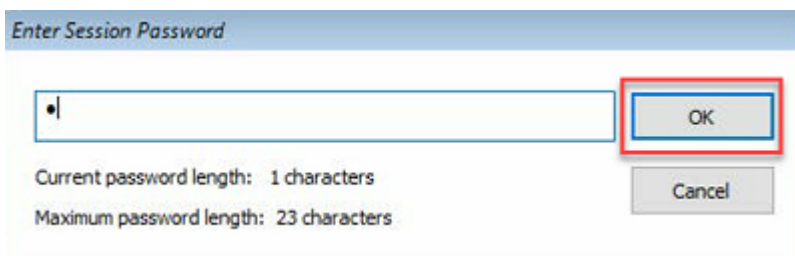 Enter Session Password
•
OK
Current password length: 1 characters
Cancel
Maximum password length: 23 characters